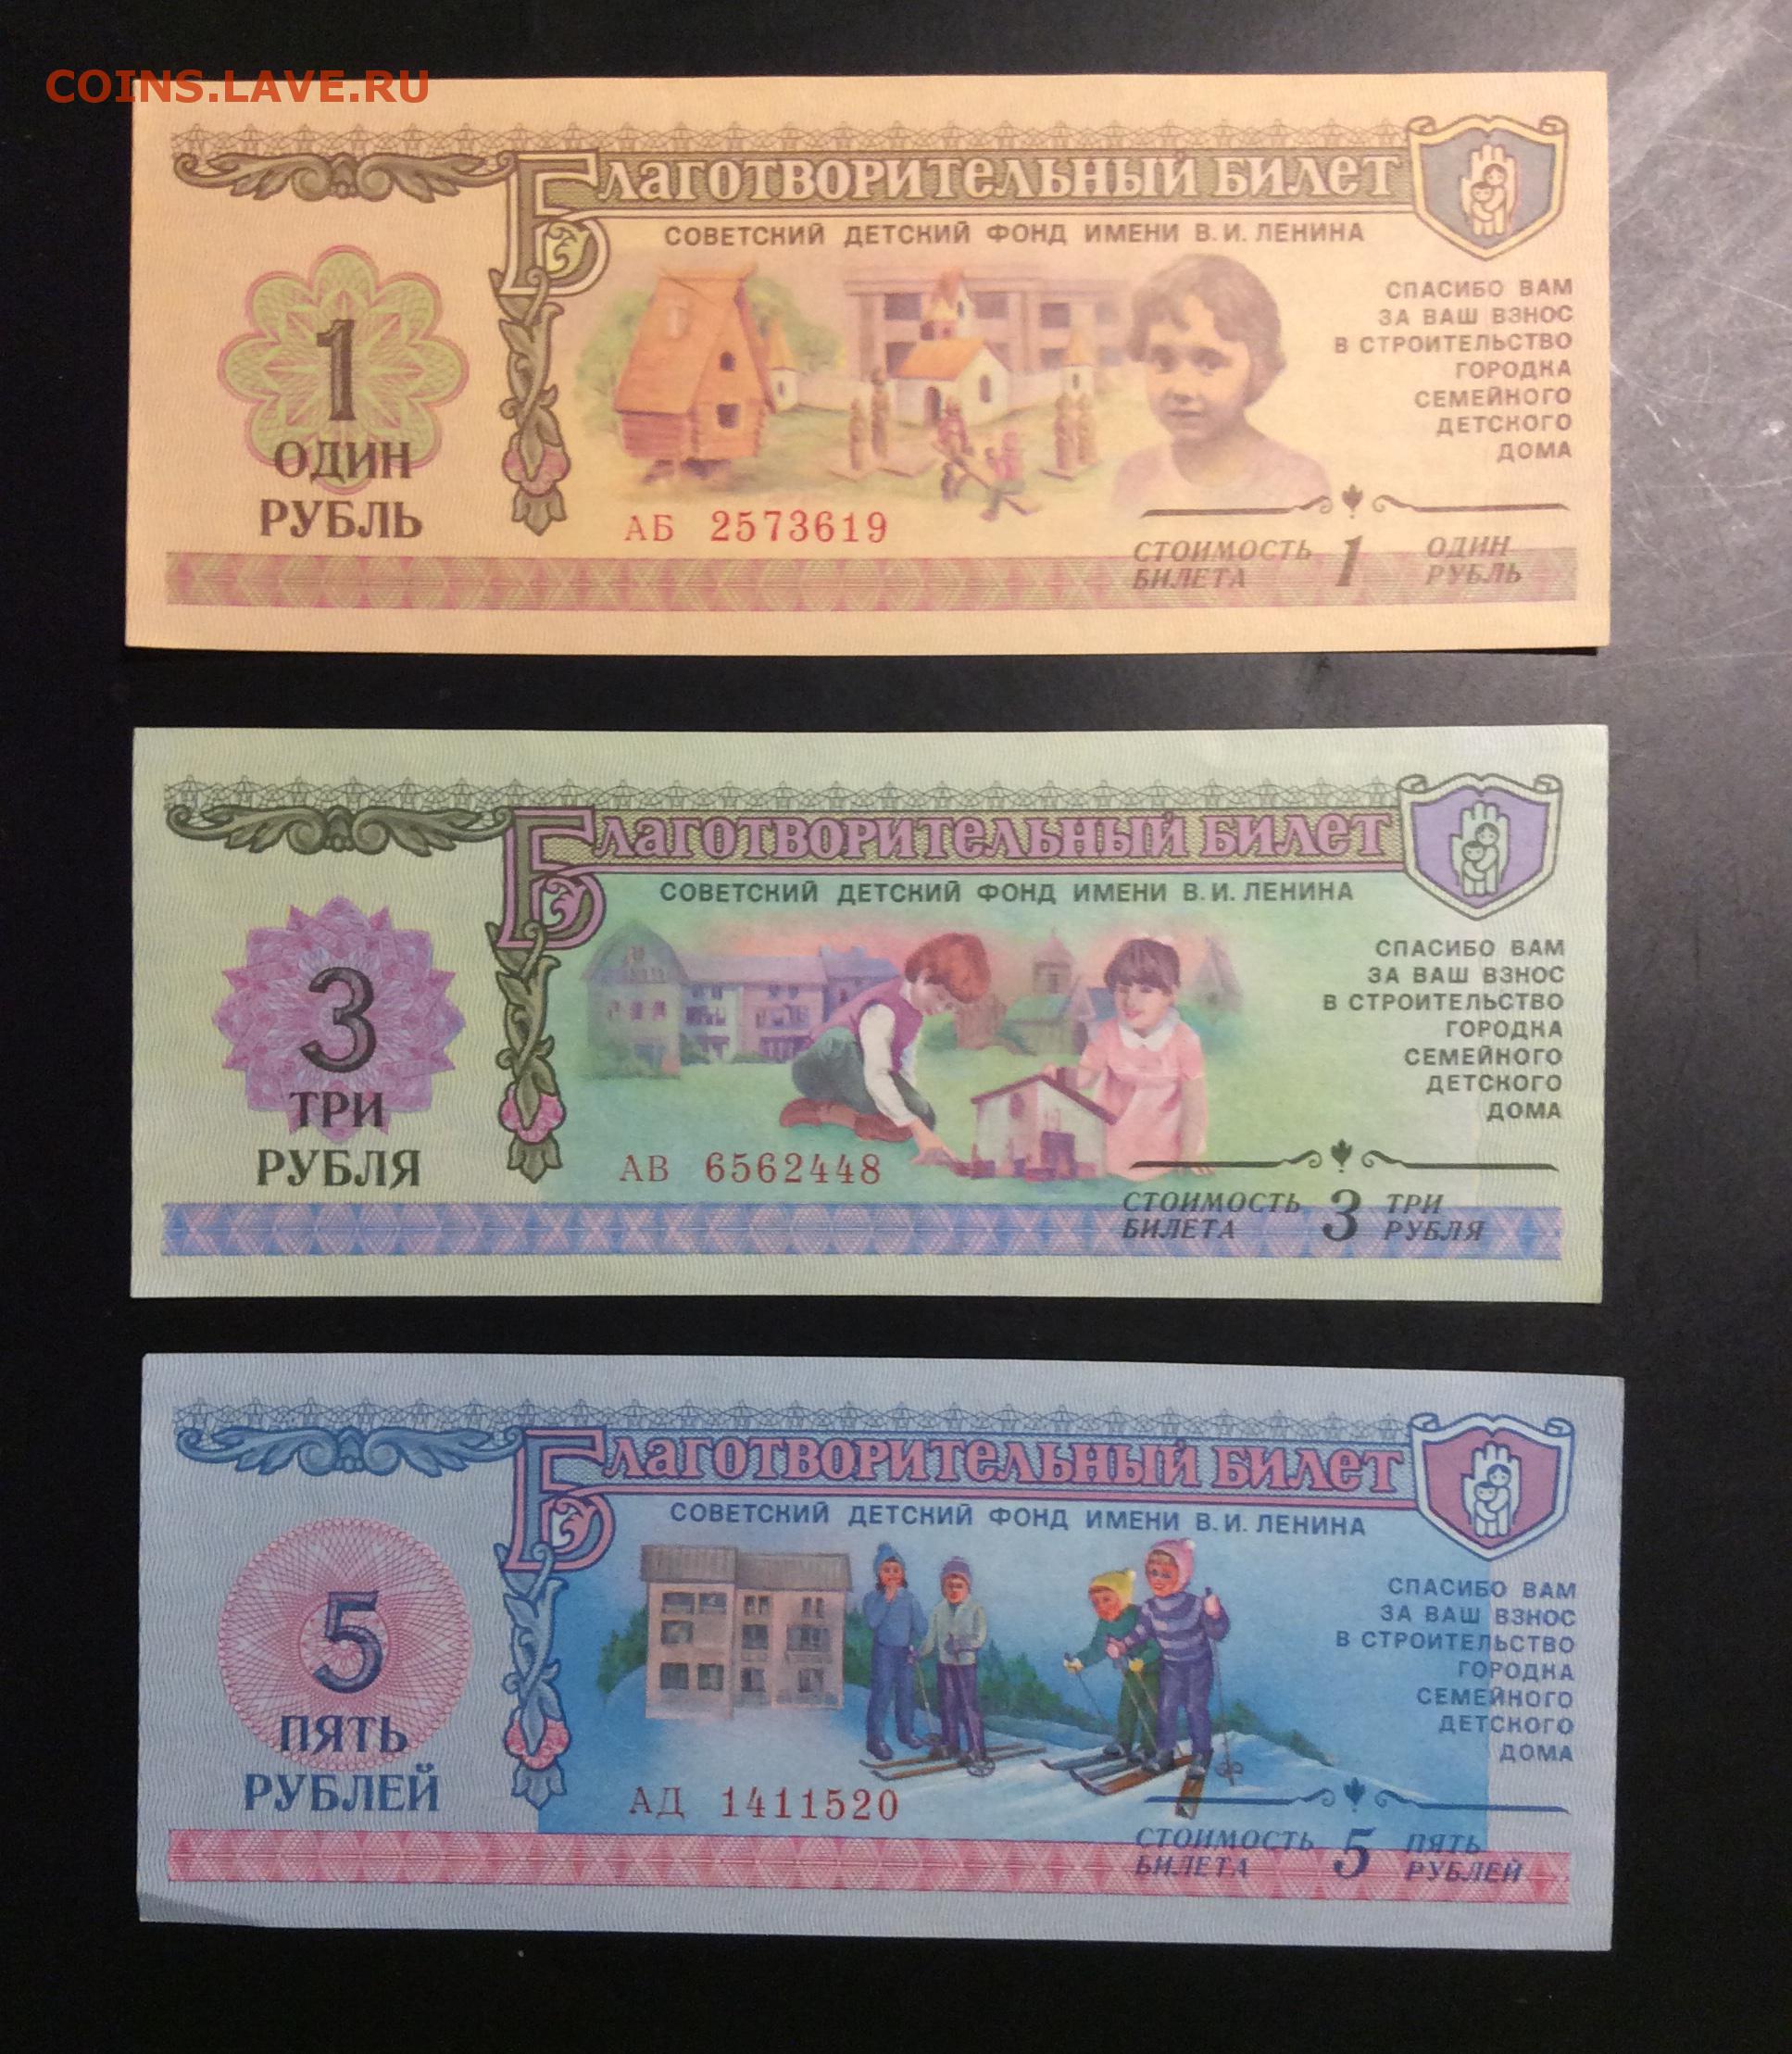 COINS.LAVE.RU
Благотворительный билет
СОВЕТСКИЙ ДЕТСКИЙ ФОНД ИМЕНИ В.И. ЛЕНИНА
1
ОДИН
РУБЛЬ
СПАСИБО ВАМ
ЗА ВАШ ВЗНОС
В СТРОИТЕЛЬСТВО
ГОРОДКА
СЕМЕЙНОГО
ДЕТСКОГО
ДОМА
АБ 2573619
СТОИМОСТЬ БИЛЕТА 1 ОДИН РУБЛЬ
Благотворительный билет
СОВЕТСКИЙ ДЕТСКИЙ ФОНД ИМЕНИ В.И. ЛЕНИНА
3
ТРИ
РУБЛЯ
СПАСИБО ВАМ
ЗА ВАШ ВЗНОС
В СТРОИТЕЛЬСТВО
ГОРОДКА
СЕМЕЙНОГО
ДЕТСКОГО
ДОМА
АВ 6562448
СТОИМОСТЬ БИЛЕТА 3 ТРИ РУБЛЯ
Благотворительный билет
СОВЕТСКИЙ ДЕТСКИЙ ФОНД ИМЕНИ В.И. ЛЕНИНА
5
ПЯТЬ
РУБЛЕЙ
СПАСИБО ВАМ
ЗА ВАШ ВЗНОС
В СТРОИТЕЛЬСТВО
ГОРОДКА
СЕМЕЙНОГО
ДЕТСКОГО
ДОМА
АД 1411520
СТОИМОСТЬ БИЛЕТА 5 ПЯТЬ РУБЛЕЙ